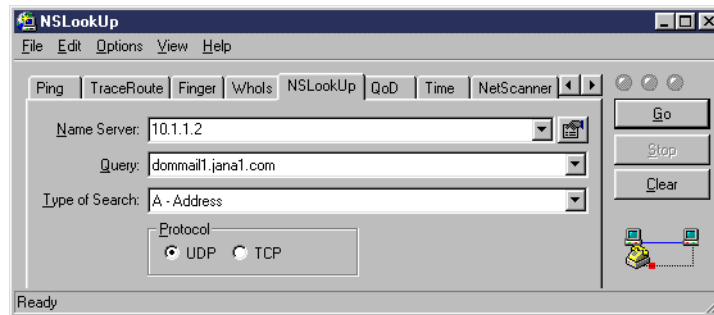 NSLookUp
File Edit Options View Help
Ping TraceRoute Finger WhoIs NSLookUp QoD Time NetScanner
Name Server: 10.1.1.2
Query: dommail1.jana1.com
Type of Search: A - Address
Protocol
UDP TCP
Go
Stop
Clear
Ready